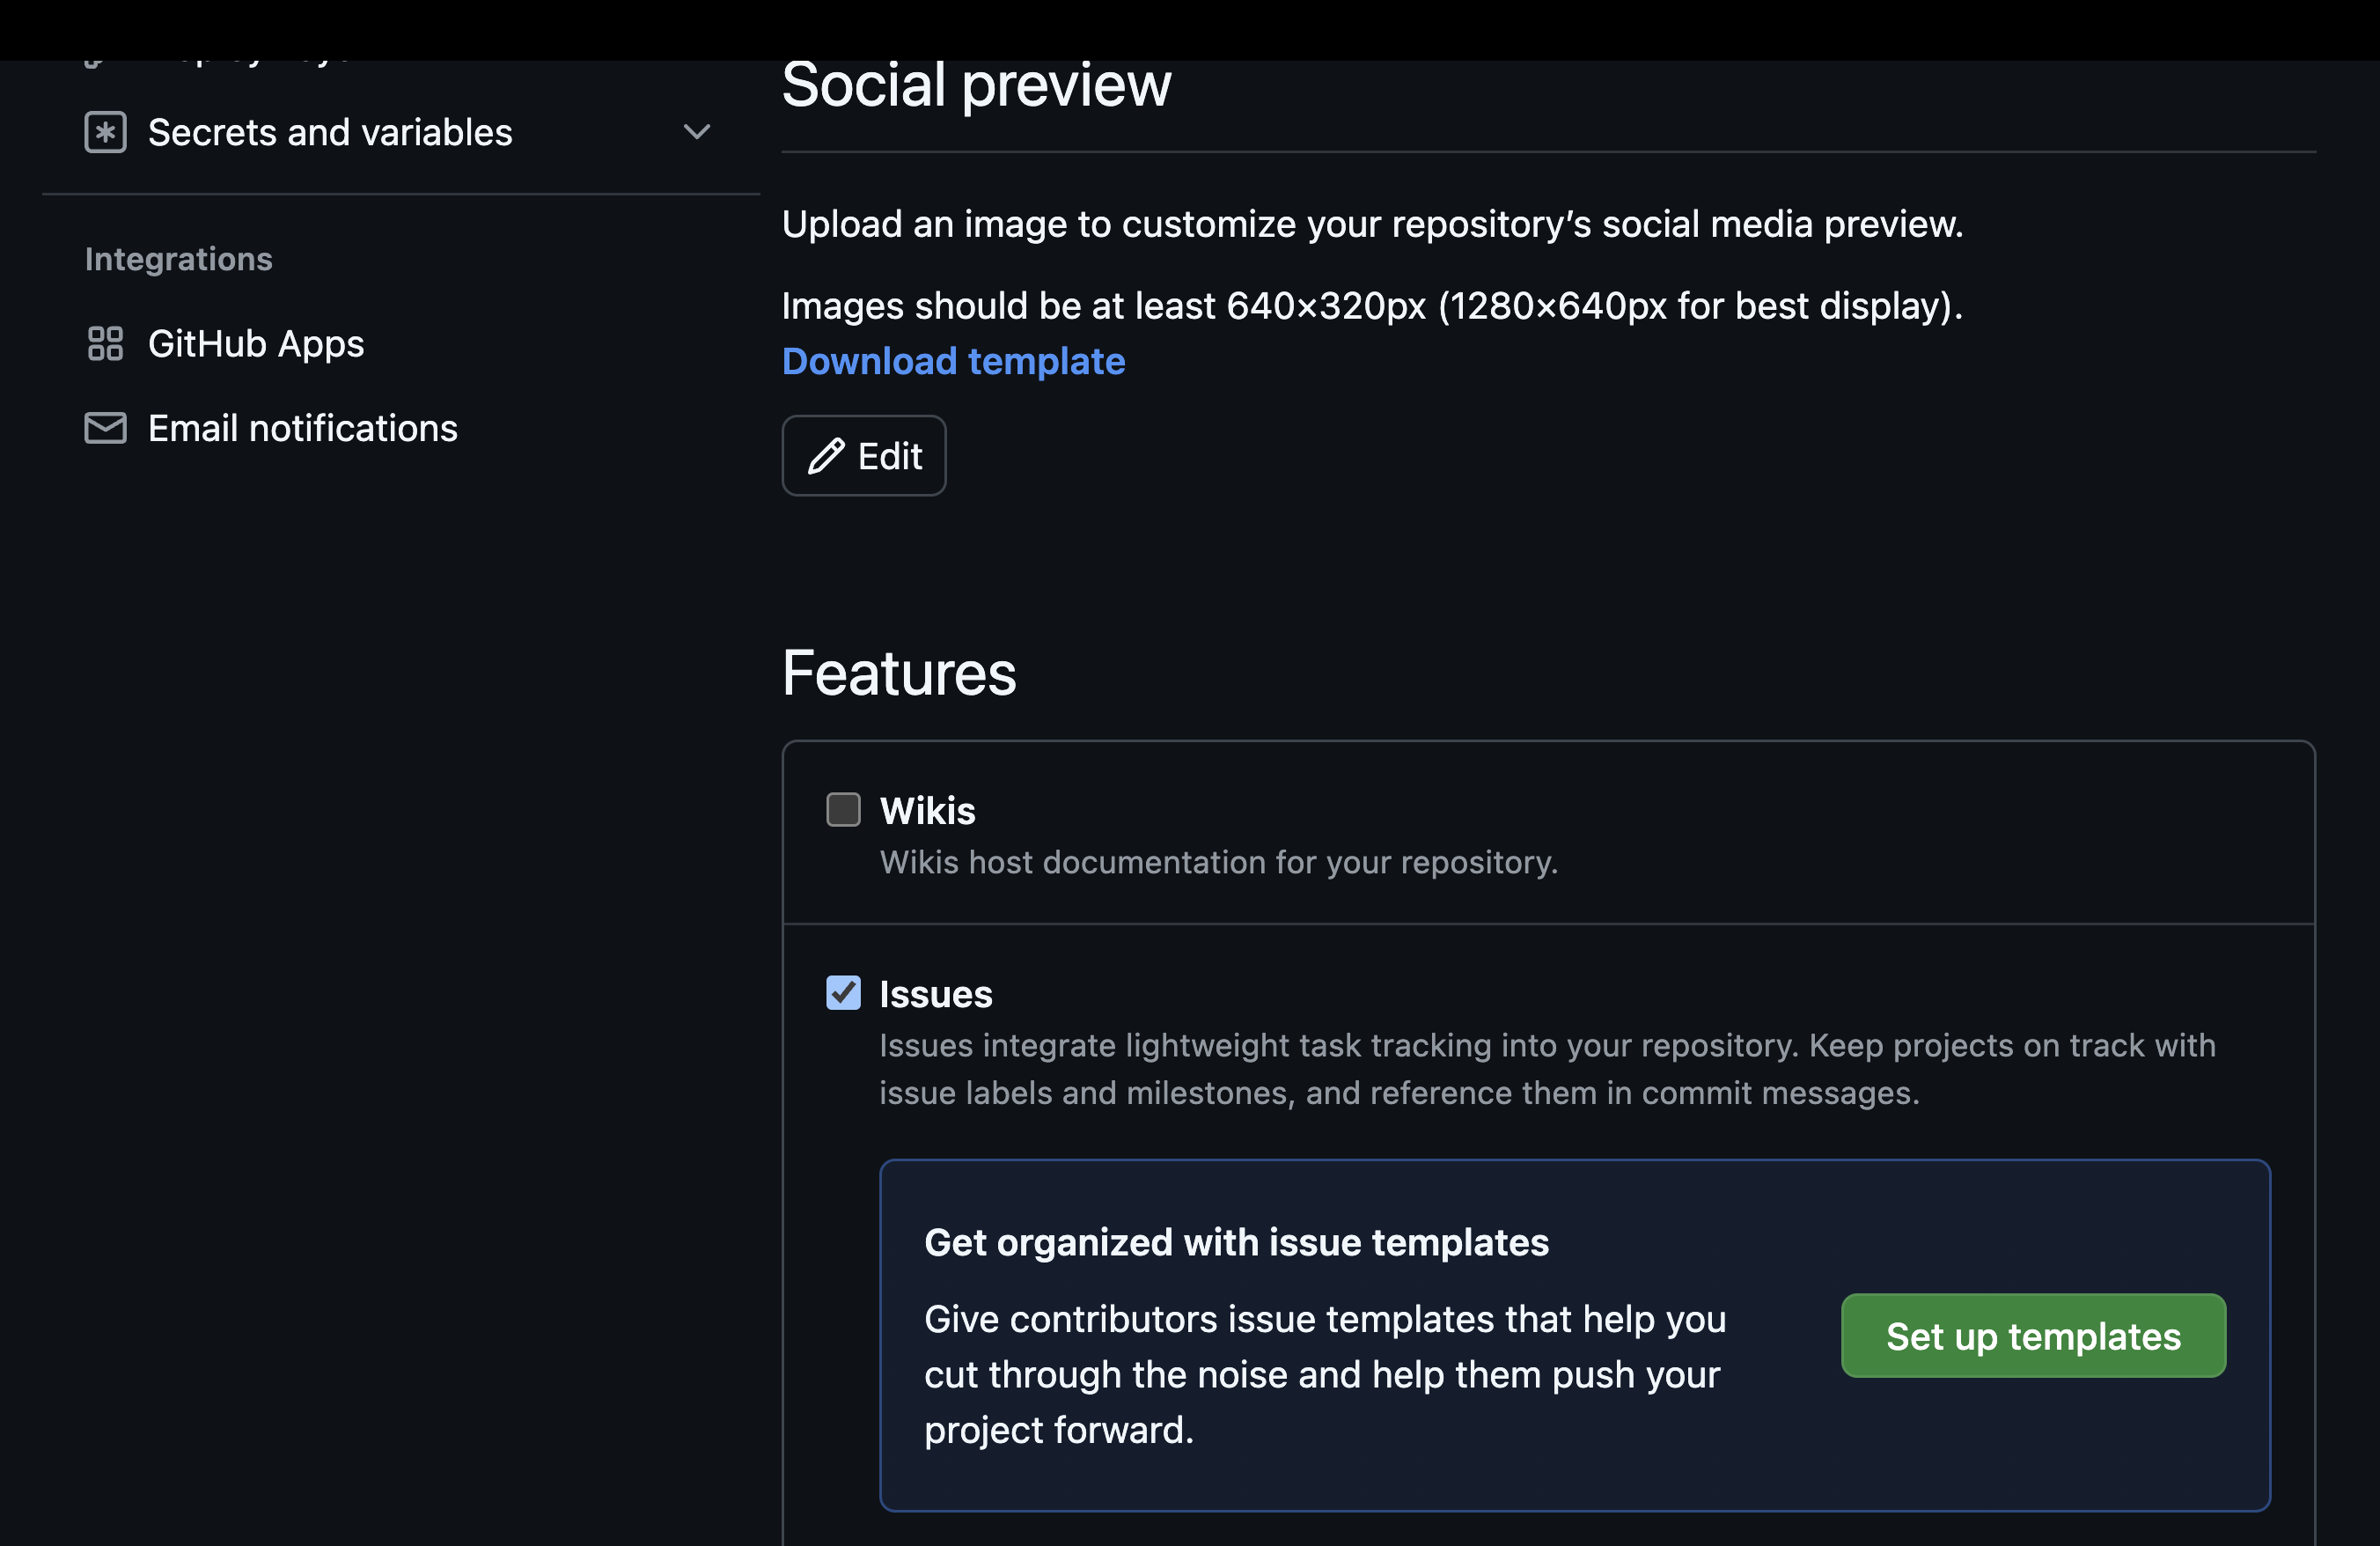 Secrets and variables
Integrations
GitHub Apps
Email notifications
Social preview
Upload an image to customize your repository’s social media preview.
Images should be at least 640×320px (1280×640px for best display).
Download template
Edit
Features
Wikis
Wikis host documentation for your repository.
Issues
Issues integrate lightweight task tracking into your repository. Keep projects on track with
issue labels and milestones, and reference them in commit messages.
Get organized with issue templates
Give contributors issue templates that help you
cut through the noise and help them push your
project forward.
Set up templates